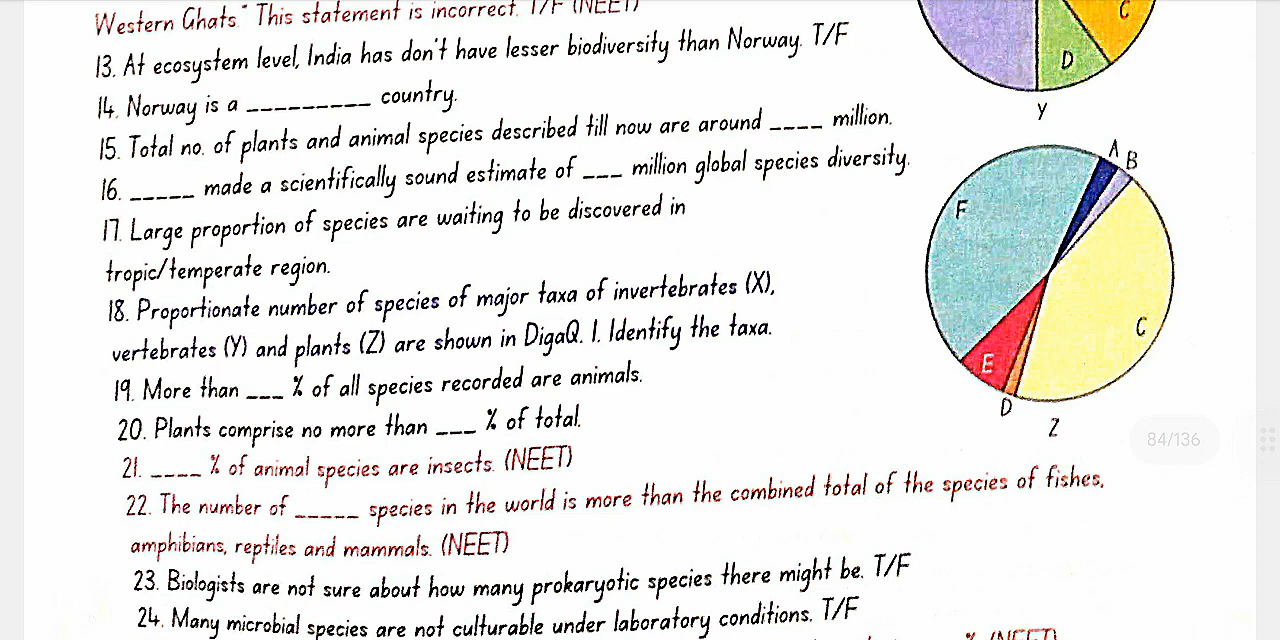 Western Ghats." This statement is incorrect. T/F (NEET)
13. At ecosystem level, India has don't have lesser biodiversity than Norway. T/F
14. Norway is a _________ country.
15. Total no. of plants and animal species described till now are around ____ million.
16. _____ made a scientifically sound estimate of ___ million global species diversity.
17. Large proportion of species are waiting to be discovered in
tropic/temperate region.
18. Proportionate number of species of major taxa of invertebrates (X),
vertebrates (Y) and plants (Z) are shown in DigaQ. 1. Identify the taxa.
19. More than ___ % of all species recorded are animals.
20. Plants comprise no more than ___ % of total.
21. ____ % of animal species are insects. (NEET)
22. The number of _____ species in the world is more than the combined total of the species of fishes,
amphibians, reptiles and mammals. (NEET)
23. Biologists are not sure about how many prokaryotic species there might be. T/F
24. Many microbial species are not culturable under laboratory conditions. T/F
% (NEET)
C
D
Y
A B
F
C
E
D
Z
84/136